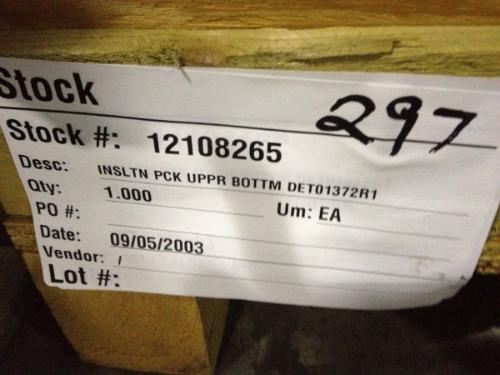 Stock
297
Stock #: 12108265
Desc: INSLTN PCK UPPR BOTTM DET01372R1
Qty: 1.000 Um: EA
PO #:
Date: 09/05/2003
Vendor: /
Lot #: